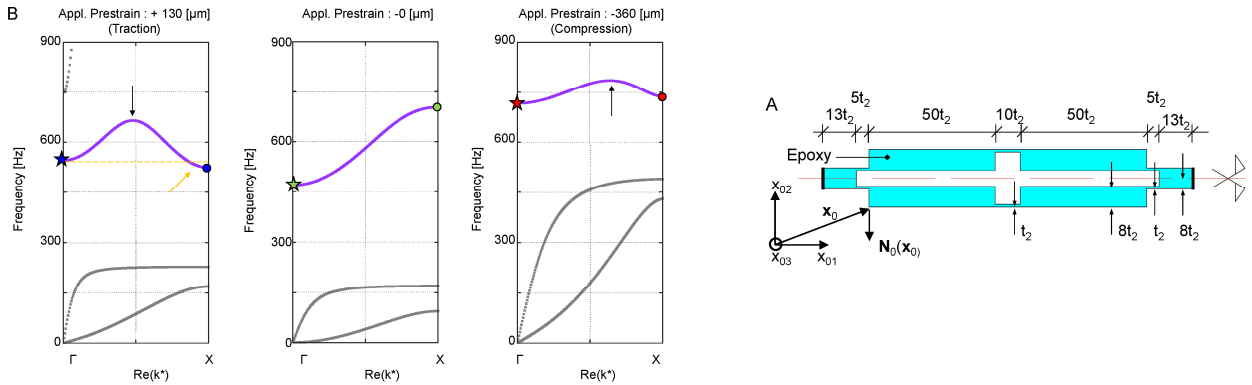 B
Appl. Prestrain : + 130 [µm]
(Traction)
Appl. Prestrain : -0 [µm]
Appl. Prestrain : -360 [µm]
(Compression)
900
600
300
0
Frequency [Hz]
Γ
X
Re(k*)
900
600
300
0
Frequency [Hz]
Γ
X
Re(k*)
900
600
300
0
Frequency [Hz]
Γ
X
Re(k*)
A
5t2 5t2
13t2 50t2 10t2 50t2 13t2
Epoxy
x02
x0
x03 x01
N0(x0)
t2 8t2 t2 8t2